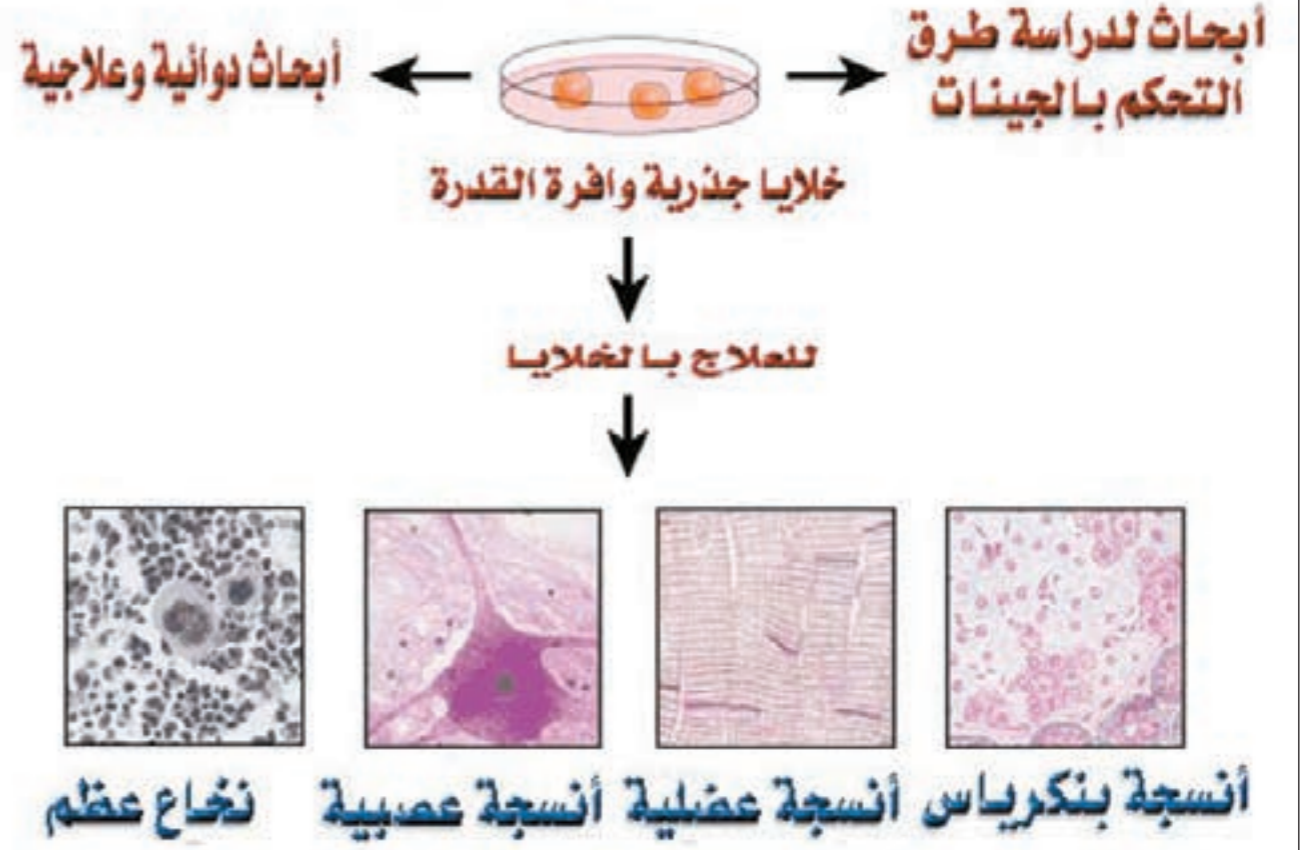 أبحاث لدراسة طرق
التحكم بالجينات
أبحاث دوائية وعلاجية
خلايا جذرية وافرة القدرة
للعلاج بالخلايا
أنسجة بنكرياس
أنسجة عضلية
أنسجة عصبية
نخاع عظم